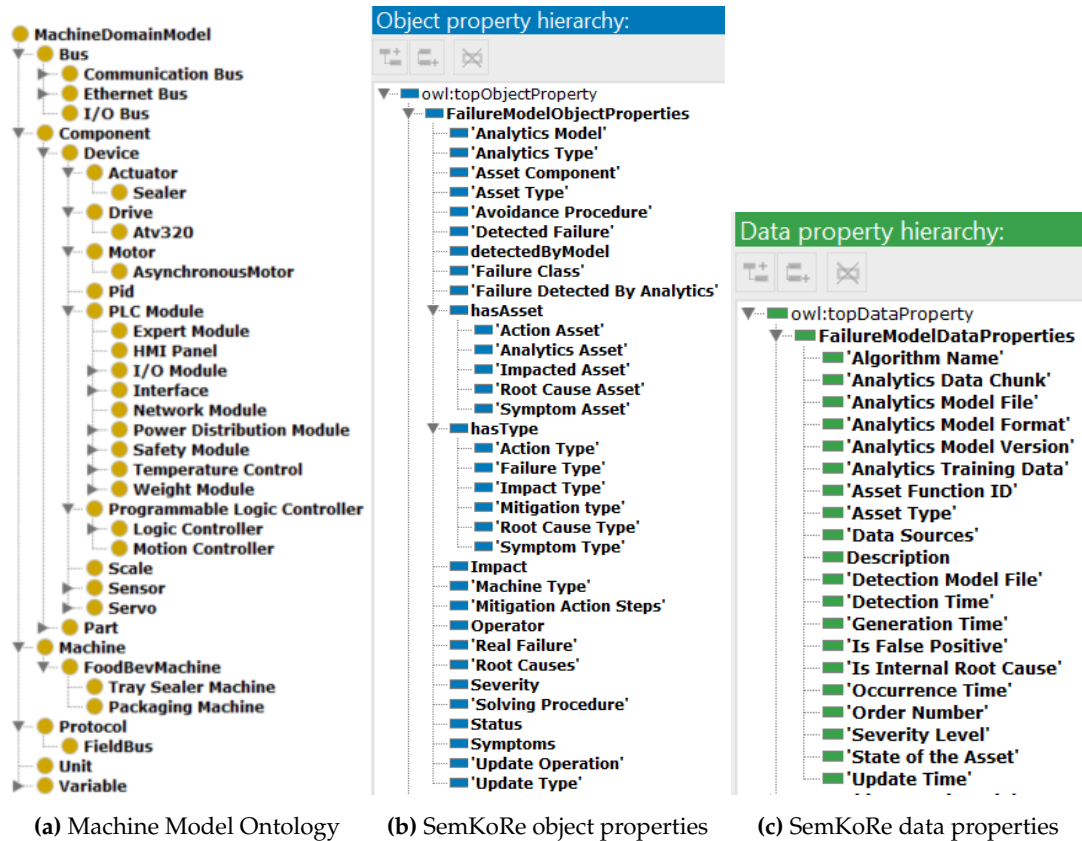 MachineDomainModel
Bus
Communication Bus
Ethernet Bus
I/O Bus
Component
Device
Actuator
Sealer
Drive
Atv320
Motor
AsynchronousMotor
Pid
PLC Module
Expert Module
HMI Panel
I/O Module
Interface
Network Module
Power Distribution Module
Safety Module
Temperature Control
Weight Module
Programmable Logic Controller
Logic Controller
Motion Controller
Scale
Sensor
Servo
Part
Machine
FoodBevMachine
Tray Sealer Machine
Packaging Machine
Protocol
FieldBus
Unit
Variable
(a) Machine Model Ontology
Object property hierarchy:
owl:topObjectProperty
FailureModelObjectProperties
'Analytics Model'
'Analytics Type'
'Asset Component'
'Asset Type'
'Avoidance Procedure'
'Detected Failure'
detectedByModel
'Failure Class'
'Failure Detected By Analytics'
hasAsset
'Action Asset'
'Analytics Asset'
'Impacted Asset'
'Root Cause Asset'
'Symptom Asset'
hasType
'Action Type'
'Failure Type'
'Impact Type'
'Mitigation type'
'Root Cause Type'
'Symptom Type'
Impact
'Machine Type'
'Mitigation Action Steps'
Operator
'Real Failure'
'Root Causes'
Severity
'Solving Procedure'
Status
Symptoms
'Update Operation'
'Update Type'
(b) SemKoRe object properties
Data property hierarchy:
owl:topDataProperty
FailureModelDataProperties
'Algorithm Name'
'Analytics Data Chunk'
'Analytics Model File'
'Analytics Model Format'
'Analytics Model Version'
'Analytics Training Data'
'Asset Function ID'
'Asset Type'
'Data Sources'
Description
'Detection Model File'
'Detection Time'
'Generation Time'
'Is False Positive'
'Is Internal Root Cause'
'Occurrence Time'
'Order Number'
'Severity Level'
'State of the Asset'
'Update Time'
(c) SemKoRe data properties